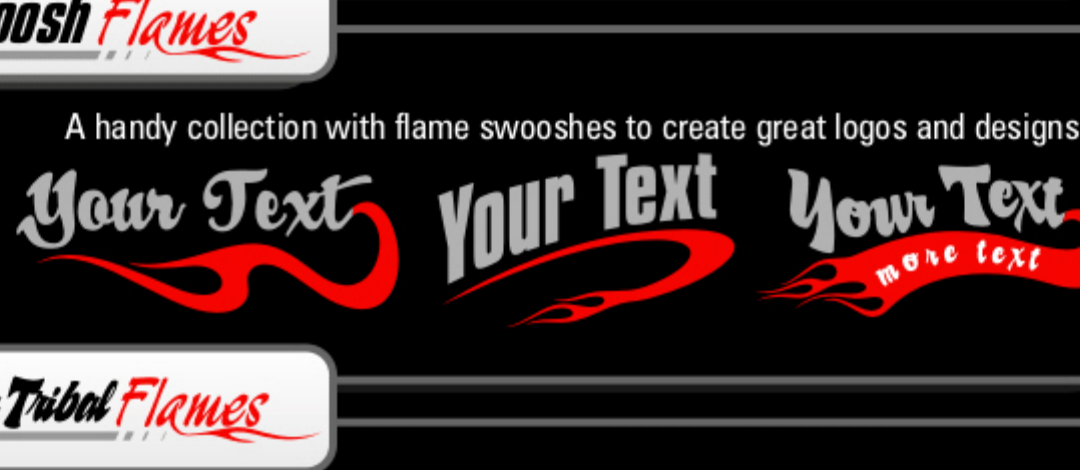 oosh Flames
A handy collection with flame swooshes to create great logos and designs
Your Text
Your Text
Your Text
more text
Tribal Flames